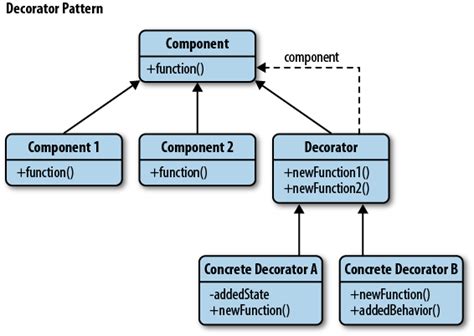 Decorator Pattern
Component
+function()
component
Component 1
+function()
Component 2
+function()
Decorator
+newFunction1()
+newFunction2()
Concrete Decorator A
-addedState
+newFunction()
Concrete Decorator B
+newFunction()
+addedBehavior()